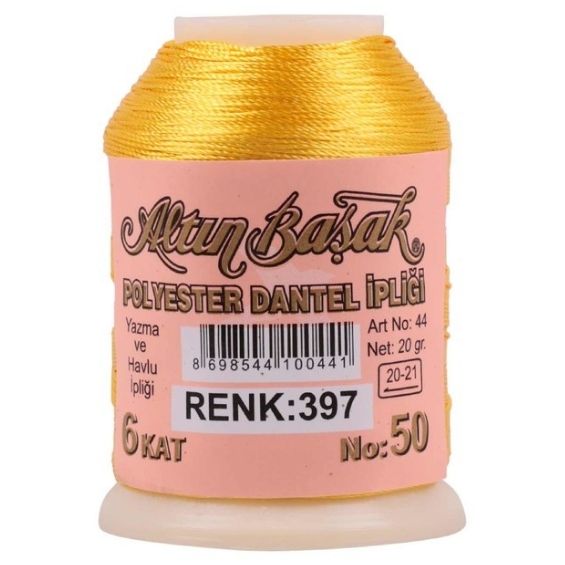 Altın Başak ®
POLYESTER DANTEL İPLİĞİ
Yazma
ve
Havlu
İpliği
8 698544 100441
Art No: 44
Net: 20 gr.
20-21
RENK:397
6 KAT
No: 50